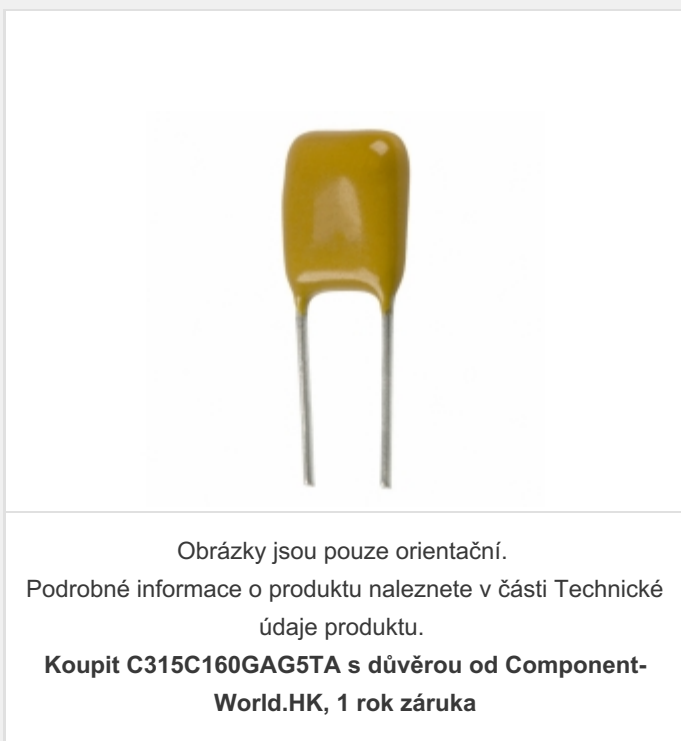 Obrázky jsou pouze orientační.
Podrobné informace o produktu naleznete v části Technické
údaje produktu.
Koupit C315C160GAG5TA s důvěrou od Component-
World.HK, 1 rok záruka